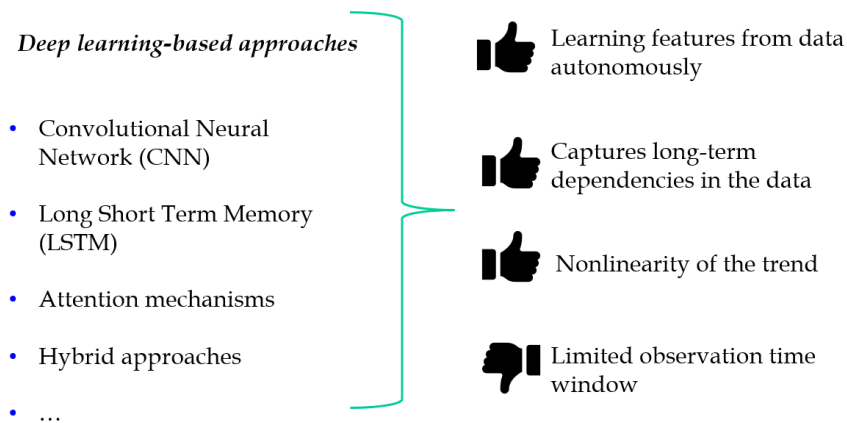 Deep learning-based approaches
• Convolutional Neural
Network (CNN)
• Long Short Term Memory
(LSTM)
• Attention mechanisms
• Hybrid approaches
• …
Learning features from data
autonomously
Captures long-term
dependencies in the data
Nonlinearity of the trend
Limited observation time
window